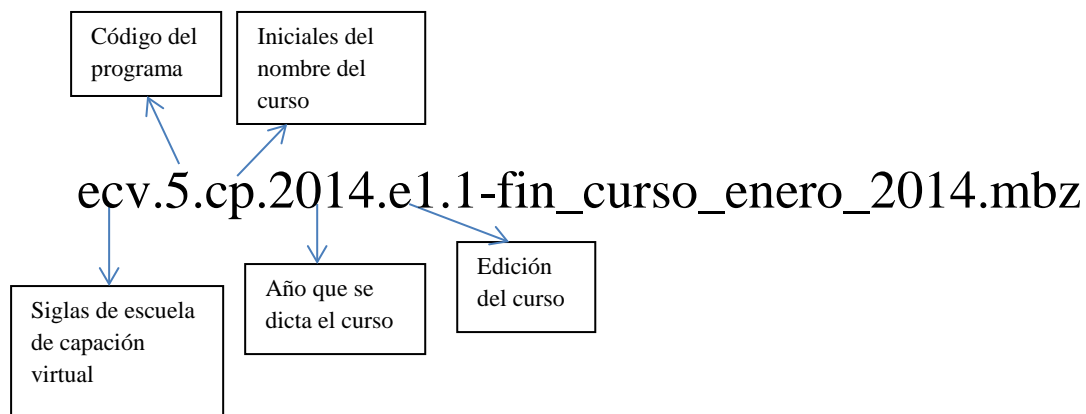 Código del
programa
Iniciales del
nombre del
curso
ecv.5.cp.2014.e1.1-fin_curso_enero_2014.mbz
Siglas de escuela
de capación
virtual
Año que se
dicta el curso
Edición
del curso